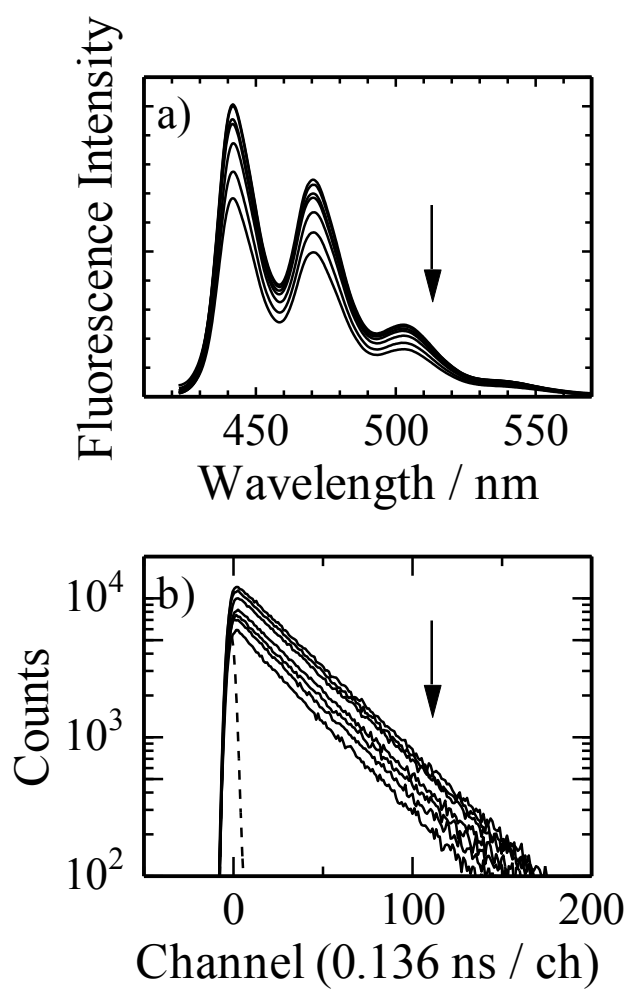 Fluorescence Intensity
a)
450 500 550
Wavelength / nm
Counts
b)
10^4
10^3
10^2
0 100 200
Channel (0.136 ns / ch)